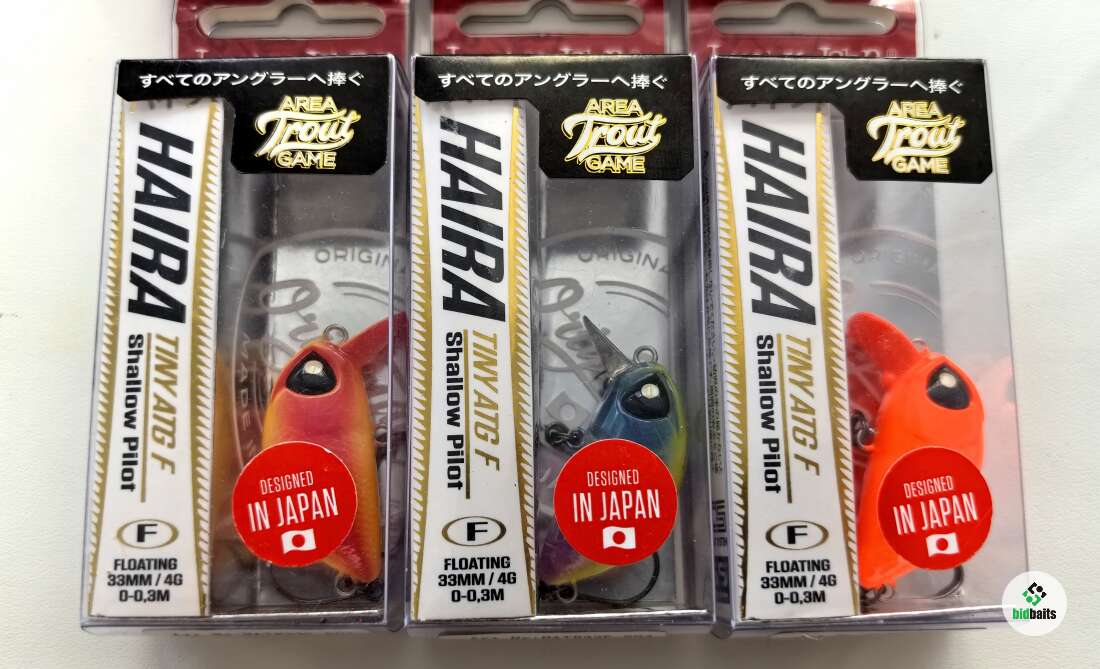 すべてのアングラーへ捧ぐ
AREA
Trout
GAME
HAIRA
TINY ATG F
Shallow Pilot
ORIGINA
DESIGNED
IN JAPAN
F
FLOATING
33MM / 4G
0-0,3M
すべてのアングラーへ捧ぐ
AREA
Trout
GAME
HAIRA
TINY ATG F
Shallow Pilot
ORIGINA
DESIGNED
IN JAPAN
F
FLOATING
33MM / 4G
0-0,3M
すべてのアングラーへ捧ぐ
AREA
Trout
GAME
HAIRA
TINY ATG F
Shallow Pilot
ORIGIN
DESIGNED
IN JAPAN
F
FLOATING
33MM / 4G
0-0,3M
bidbaits